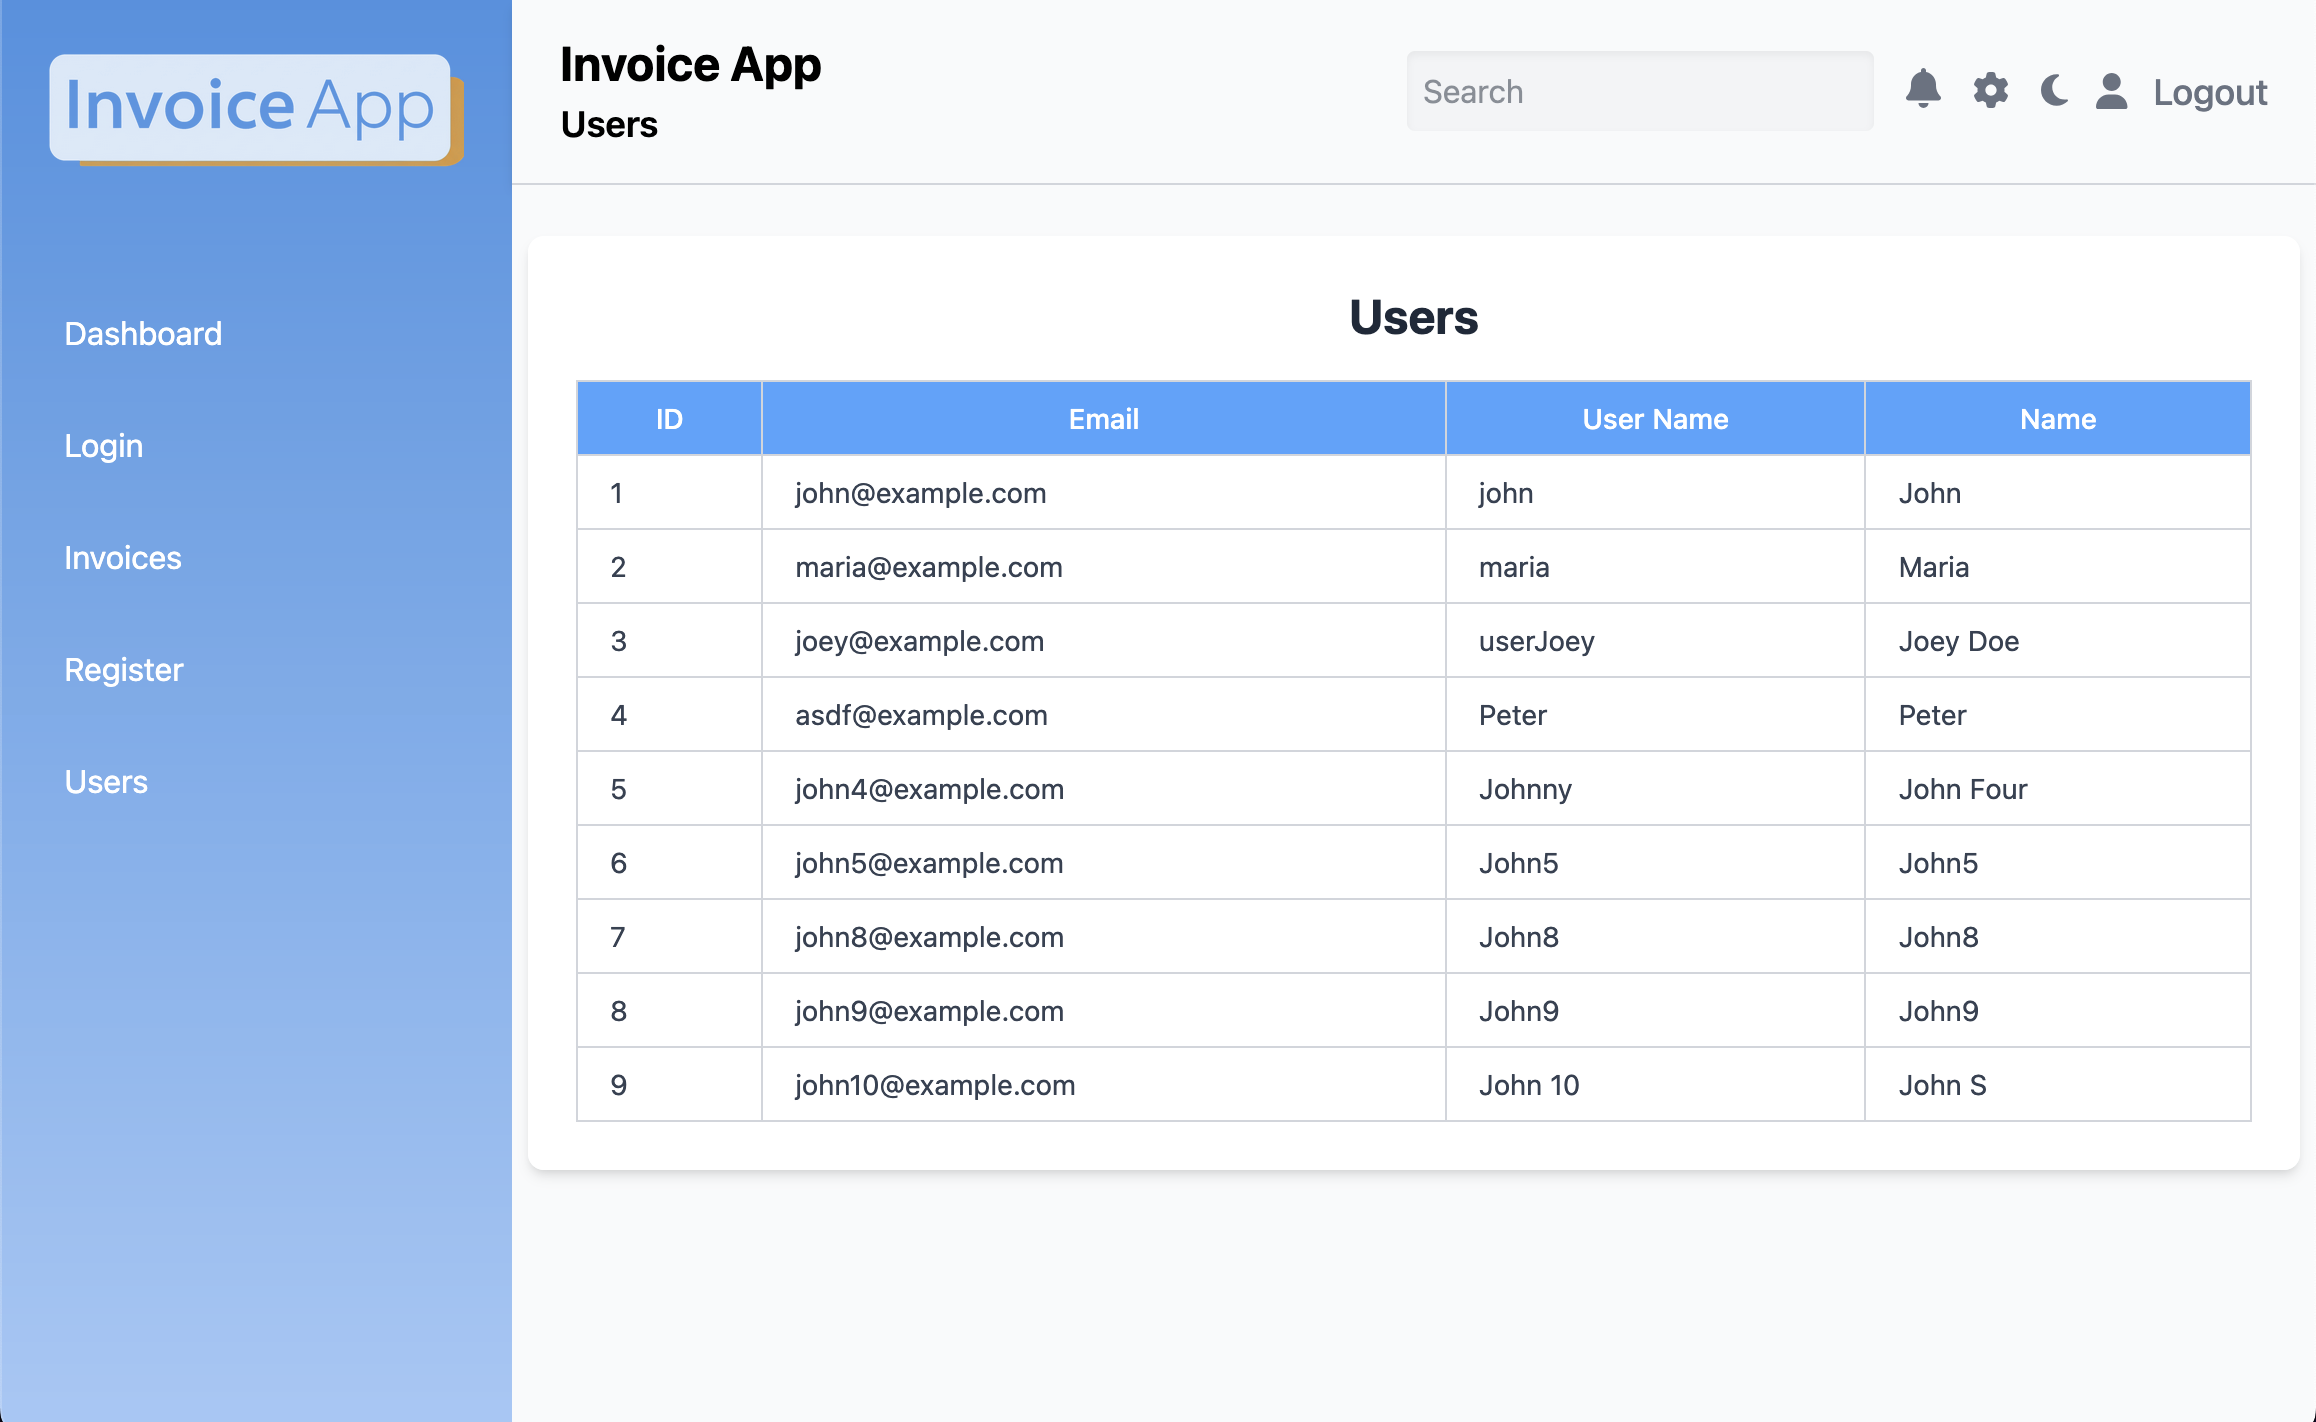 Invoice App
Dashboard
Login
Invoices
Register
Users
Invoice App
Users
Search
Logout
Users
ID Email User Name Name
1 john@example.com john John
2 maria@example.com maria Maria
3 joey@example.com userJoey Joey Doe
4 asdf@example.com Peter Peter
5 john4@example.com Johnny John Four
6 john5@example.com John5 John5
7 john8@example.com John8 John8
8 john9@example.com John9 John9
9 john10@example.com John 10 John S